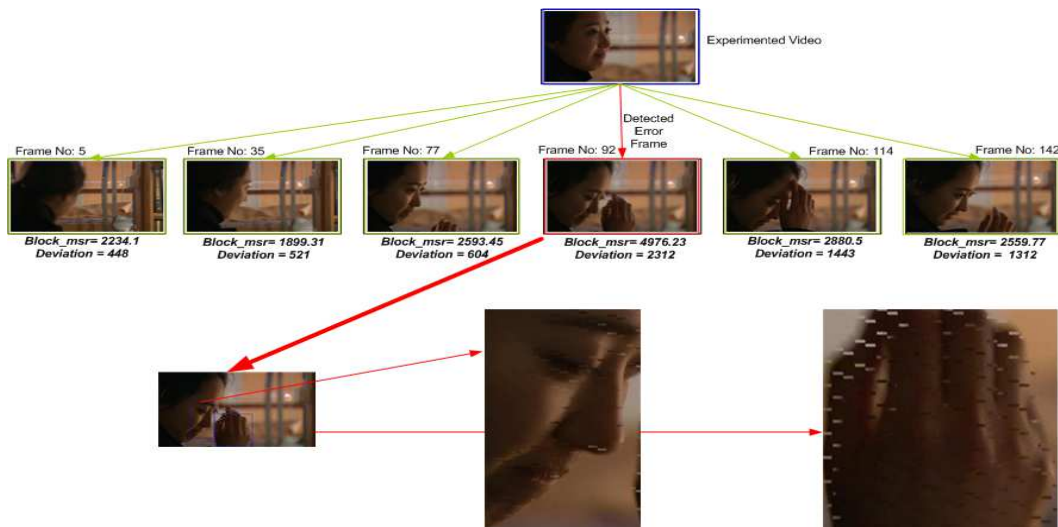 Experimented Video
Detected
Error
Frame
Frame No: 5
Frame No: 35
Frame No: 77
Frame No: 92
Frame No: 114
Frame No: 142
Block_msr= 2234.1
Deviation = 448
Block_msr= 1899.31
Deviation = 521
Block_msr= 2593.45
Deviation = 604
Block_msr= 4976.23
Deviation = 2312
Block_msr= 2880.5
Deviation = 1443
Block_msr= 2559.77
Deviation =  1312